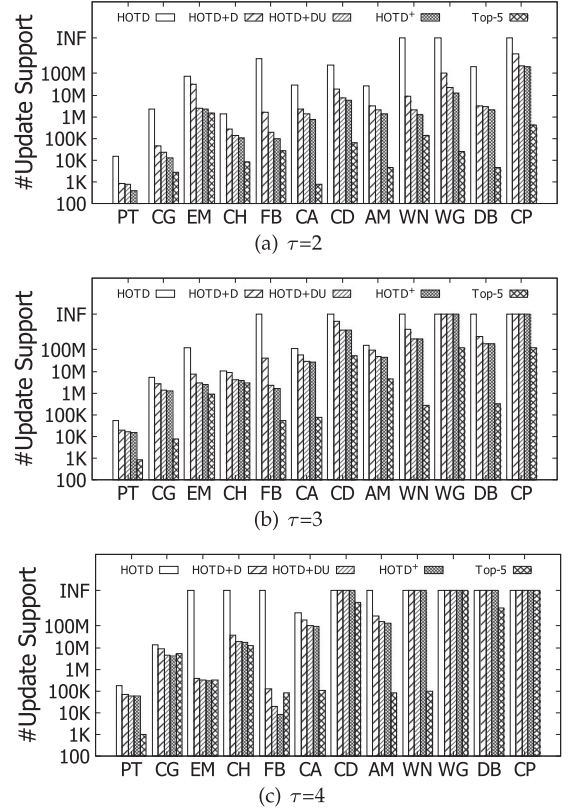 HOTD HOTD+D HOTD+DU HOTD⁺ Top-5
#Update Support
INF
100M
10M
1M
100K
10K
1K
100
PT CG EM CH FB CA CD AM WN WG DB CP
(a) τ=2
HOTD HOTD+D HOTD+DU HOTD⁺ Top-5
#Update Support
INF
100M
10M
1M
100K
10K
1K
100
PT CG EM CH FB CA CD AM WN WG DB CP
(b) τ=3
HOTD HOTD+D HOTD+DU HOTD⁺ Top-5
#Update Support
INF
100M
10M
1M
100K
10K
1K
100
PT CG EM CH FB CA CD AM WN WG DB CP
(c) τ=4